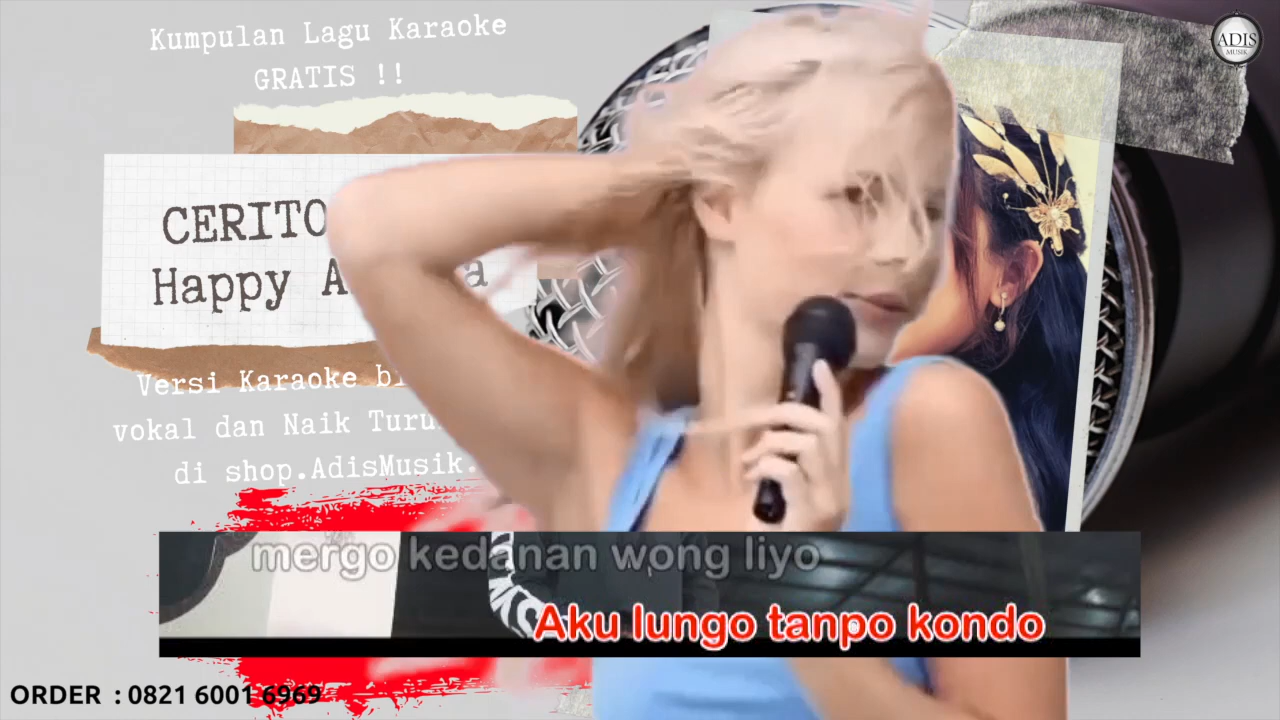 Kumpulan Lagu Karaoke
GRATIS !!
ADIS
MUSIK
CERITO
Happy A a
Versi Karaoke
vokal dan Naik
di shop.AdisMusik.
mergo kedanan wong liyo
Aku lungo tanpo kondo
ORDER : 0821 6001 6969